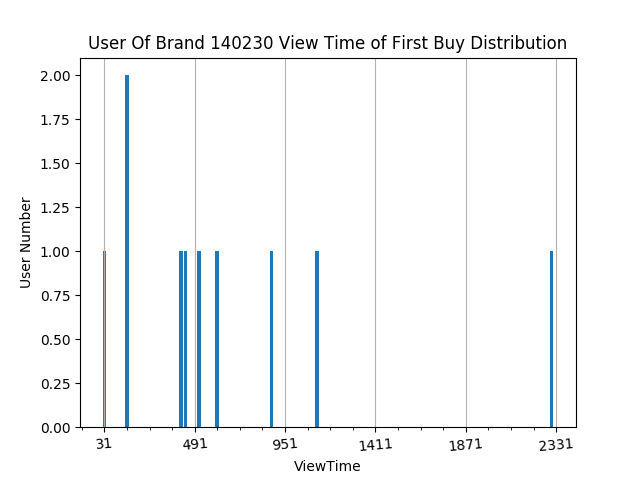 User Of Brand 140230 View Time of First Buy Distribution
2.00
1.75
1.50
1.25
1.00
0.75
0.50
0.25
0.00
User Number
31 491 951 1411 1871 2331
ViewTime